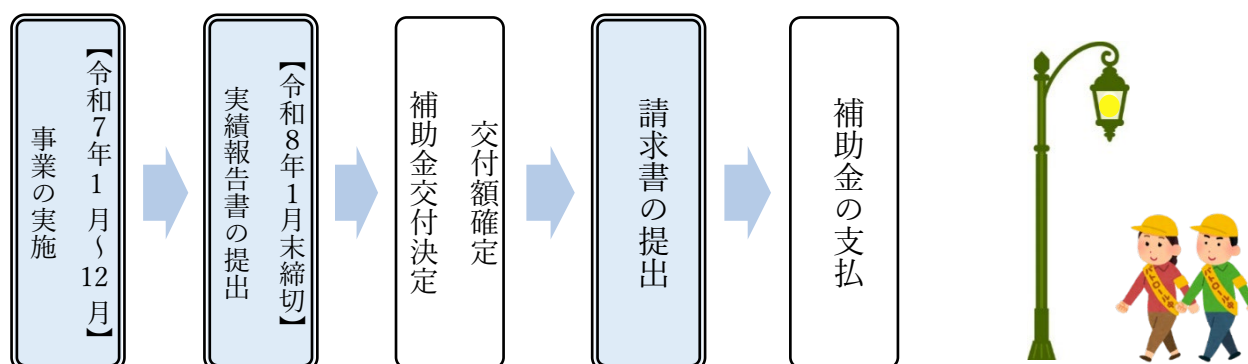 【令和7年1月～12月】
事業の実施
【令和8年1月末締切】
実績報告書の提出
交付額確定
補助金交付決定
請求書の提出
補助金の支払